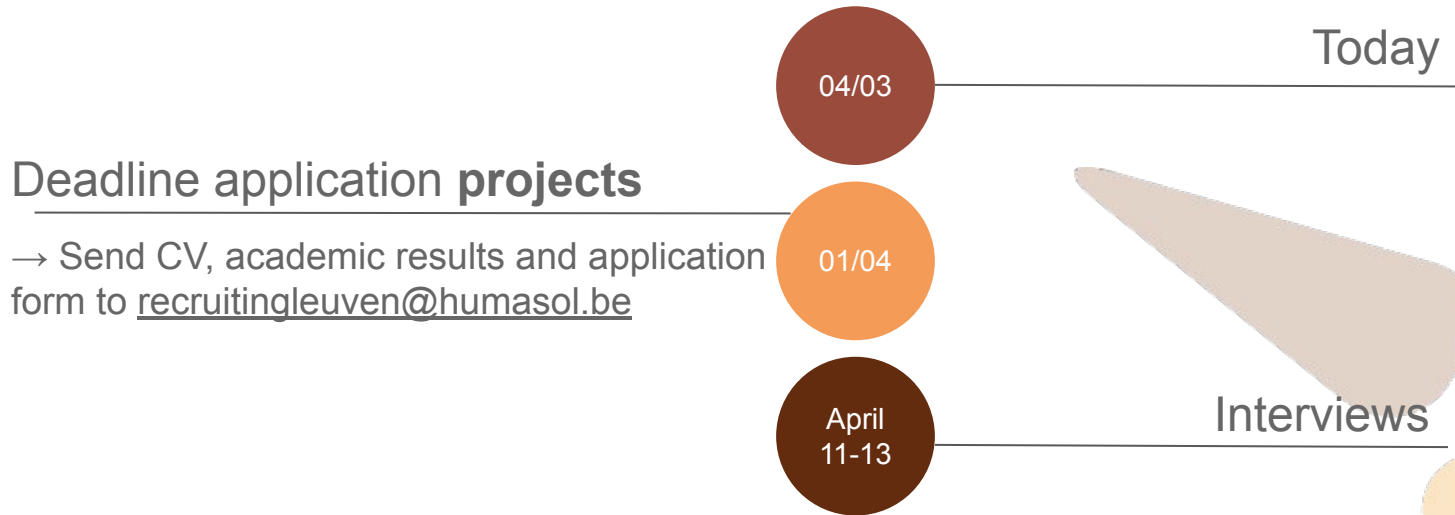 04/03
Today
Deadline application projects
→ Send CV, academic results and application
form to recruitingleuven@humasol.be
01/04
April
11-13
Interviews